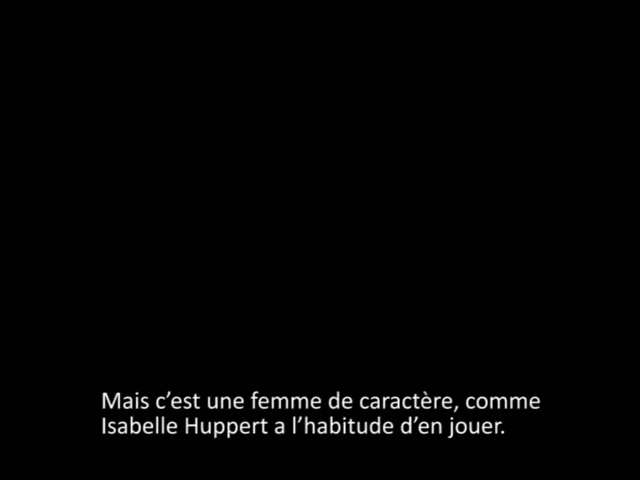 Mais c’est une femme de caractère, comme
Isabelle Huppert a l’habitude d’en jouer.